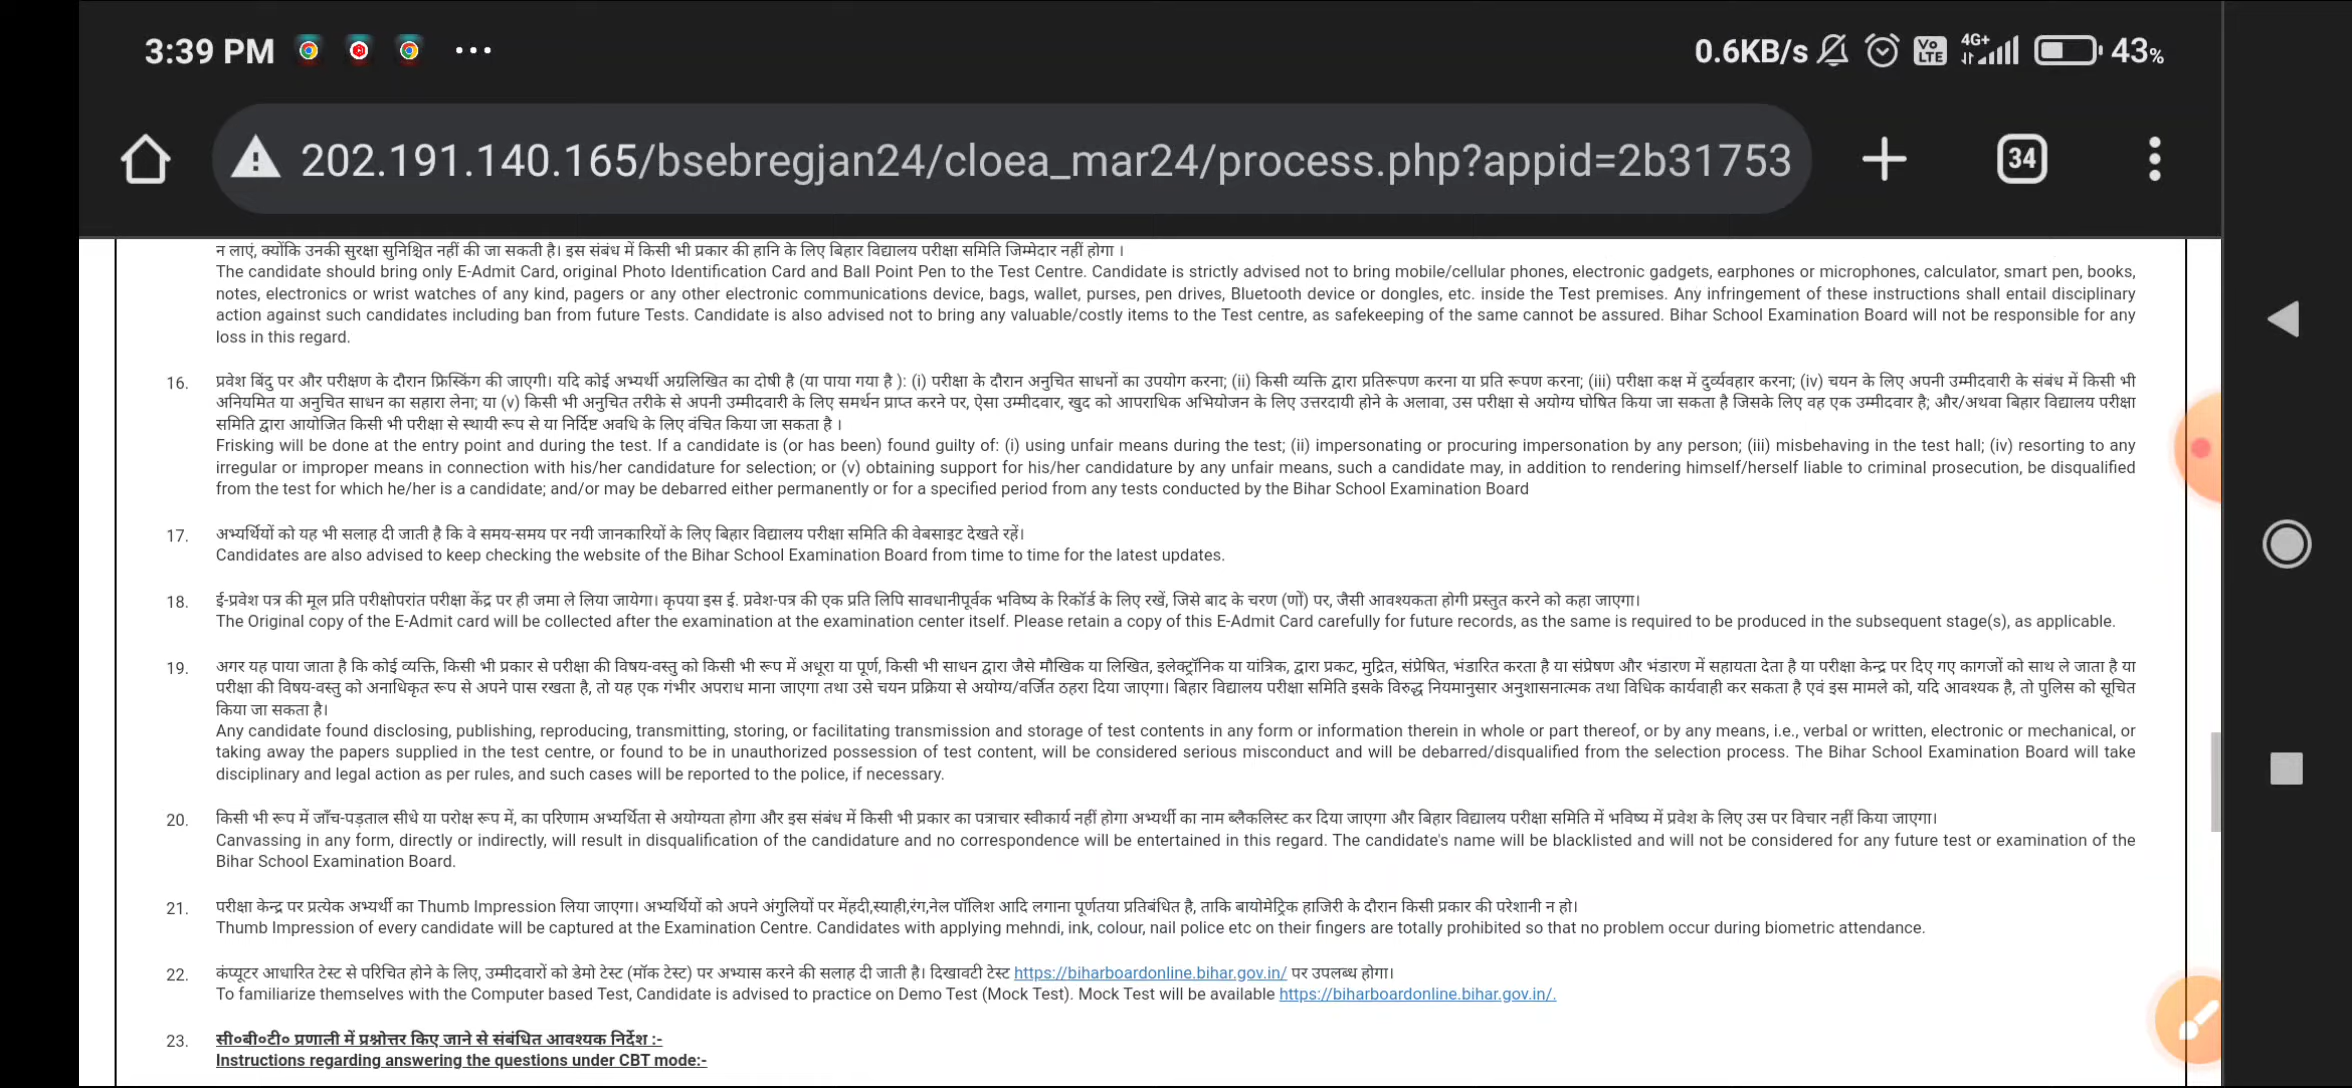 3:39 PM ... 0.6KB/s Vo LTE 4G+ 43%
202.191.140.165/bsebregjan24/cloea_mar24/process.php?appid=2b31753 34
न लाएं, क्योंकि उनकी सुरक्षा सुनिश्चित नहीं की जा सकती है। इस संबंध में किसी भी प्रकार की हानि के लिए बिहार विद्यालय परीक्षा समिति जिम्मेदार नहीं होगा ।
The candidate should bring only E-Admit Card, original Photo Identification Card and Ball Point Pen to the Test Centre. Candidate is strictly advised not to bring mobile/cellular phones, electronic gadgets, earphones or microphones, calculator, smart pen, books,
notes, electronics or wrist watches of any kind, pagers or any other electronic communications device, bags, wallet, purses, pen drives, Bluetooth device or dongles, etc. inside the Test premises. Any infringement of these instructions shall entail disciplinary
action against such candidates including ban from future Tests. Candidate is also advised not to bring any valuable/costly items to the Test centre, as safekeeping of the same cannot be assured. Bihar School Examination Board will not be responsible for any
loss in this regard.
16. प्रवेश बिंदु पर और परीक्षण के दौरान फ्रिस्किंग की जाएगी। यदि कोई अभ्यर्थी अग्रलिखित का दोषी है (या पाया गया है ): (i) परीक्षा के दौरान अनुचित साधनों का उपयोग करना; (ii) किसी व्यक्ति द्वारा प्रतिरूपण करना या प्रति रूपण करना; (iii) परीक्षा कक्ष में दुर्व्यवहार करना; (iv) चयन के लिए अपनी उम्मीदवारी के संबंध में किसी भी
अनियमित या अनुचित साधन का सहारा लेना; या (v) किसी भी अनुचित तरीके से अपनी उम्मीदवारी के लिए समर्थन प्राप्त करने पर, ऐसा उम्मीदवार, खुद को आपराधिक अभियोजन के लिए उत्तरदायी होने के अलावा, उस परीक्षा से अयोग्य घोषित किया जा सकता है जिसके लिए वह एक उम्मीदवार है; और/अथवा बिहार विद्यालय परीक्षा
समिति द्वारा आयोजित किसी भी परीक्षा से स्थायी रूप से या निर्दिष्ट अवधि के लिए वंचित किया जा सकता है ।
Frisking will be done at the entry point and during the test. If a candidate is (or has been) found guilty of: (i) using unfair means during the test; (ii) impersonating or procuring impersonation by any person; (iii) misbehaving in the test hall; (iv) resorting to any
irregular or improper means in connection with his/her candidature for selection; or (v) obtaining support for his/her candidature by any unfair means, such a candidate may, in addition to rendering himself/herself liable to criminal prosecution, be disqualified
from the test for which he/her is a candidate; and/or may be debarred either permanently or for a specified period from any tests conducted by the Bihar School Examination Board
17. अभ्यर्थियों को यह भी सलाह दी जाती है कि वे समय-समय पर नयी जानकारियों के लिए बिहार विद्यालय परीक्षा समिति की वेबसाइट देखते रहें।
Candidates are also advised to keep checking the website of the Bihar School Examination Board from time to time for the latest updates.
18. ई-प्रवेश पत्र की मूल प्रति परीक्षोपरांत परीक्षा केंद्र पर ही जमा ले लिया जायेगा। कृपया इस ई. प्रवेश-पत्र की एक प्रति लिपि सावधानीपूर्वक भविष्य के रिकॉर्ड के लिए रखें, जिसे बाद के चरण (णों) पर, जैसी आवश्यकता होगी प्रस्तुत करने को कहा जाएगा।
The Original copy of the E-Admit card will be collected after the examination at the examination center itself. Please retain a copy of this E-Admit Card carefully for future records, as the same is required to be produced in the subsequent stage(s), as applicable.
19. अगर यह पाया जाता है कि कोई व्यक्ति, किसी भी प्रकार से परीक्षा की विषय-वस्तु को किसी भी रूप में अधूरा या पूर्ण, किसी भी साधन द्वारा जैसे मौखिक या लिखित, इलेक्ट्रॉनिक या यांत्रिक, द्वारा प्रकट, मुद्रित, संप्रेषित, भंडारित करता है या संप्रेषण और भंडारण में सहायता देता है या परीक्षा केन्द्र पर दिए गए कागजों को साथ ले जाता है या
परीक्षा की विषय-वस्तु को अनाधिकृत रूप से अपने पास रखता है, तो यह एक गंभीर अपराध माना जाएगा तथा उसे चयन प्रक्रिया से अयोग्य/वर्जित ठहरा दिया जाएगा। बिहार विद्यालय परीक्षा समिति इसके विरुद्ध नियमानुसार अनुशासनात्मक तथा विधिक कार्यवाही कर सकता है एवं इस मामले को, यदि आवश्यक है, तो पुलिस को सूचित
किया जा सकता है।
Any candidate found disclosing, publishing, reproducing, transmitting, storing, or facilitating transmission and storage of test contents in any form or information therein in whole or part thereof, or by any means, i.e., verbal or written, electronic or mechanical, or
taking away the papers supplied in the test centre, or found to be in unauthorized possession of test content, will be considered serious misconduct and will be debarred/disqualified from the selection process. The Bihar School Examination Board will take
disciplinary and legal action as per rules, and such cases will be reported to the police, if necessary.
20. किसी भी रूप में जाँच-पड़ताल सीधे या परोक्ष रूप में, का परिणाम अभ्यर्थिता से अयोग्यता होगा और इस संबंध में किसी भी प्रकार का पत्राचार स्वीकार्य नहीं होगा अभ्यर्थी का नाम ब्लैकलिस्ट कर दिया जाएगा और बिहार विद्यालय परीक्षा समिति में भविष्य में प्रवेश के लिए उस पर विचार नहीं किया जाएगा।
Canvassing in any form, directly or indirectly, will result in disqualification of the candidature and no correspondence will be entertained in this regard. The candidate's name will be blacklisted and will not be considered for any future test or examination of the
Bihar School Examination Board.
21. परीक्षा केन्द्र पर प्रत्येक अभ्यर्थी का Thumb Impression लिया जाएगा। अभ्यर्थियों को अपने अंगुलियों पर मेंहदी,स्याही,रंग,नेल पॉलिश आदि लगाना पूर्णतया प्रतिबंधित है, ताकि बायोमेट्रिक हाजिरी के दौरान किसी प्रकार की परेशानी न हो।
Thumb Impression of every candidate will be captured at the Examination Centre. Candidates with applying mehndi, ink, colour, nail police etc on their fingers are totally prohibited so that no problem occur during biometric attendance.
22. कंप्यूटर आधारित टेस्ट से परिचित होने के लिए, उम्मीदवारों को डेमो टेस्ट (मॉक टेस्ट) पर अभ्यास करने की सलाह दी जाती है। दिखावटी टेस्ट https://biharboardonline.bihar.gov.in/ पर उपलब्ध होगा।
To familiarize themselves with the Computer based Test, Candidate is advised to practice on Demo Test (Mock Test). Mock Test will be available https://biharboardonline.bihar.gov.in/.
23. सी०बी०टी० प्रणाली में प्रश्नोत्तर किए जाने से संबंधित आवश्यक निर्देश :-
Instructions regarding answering the questions under CBT mode:-